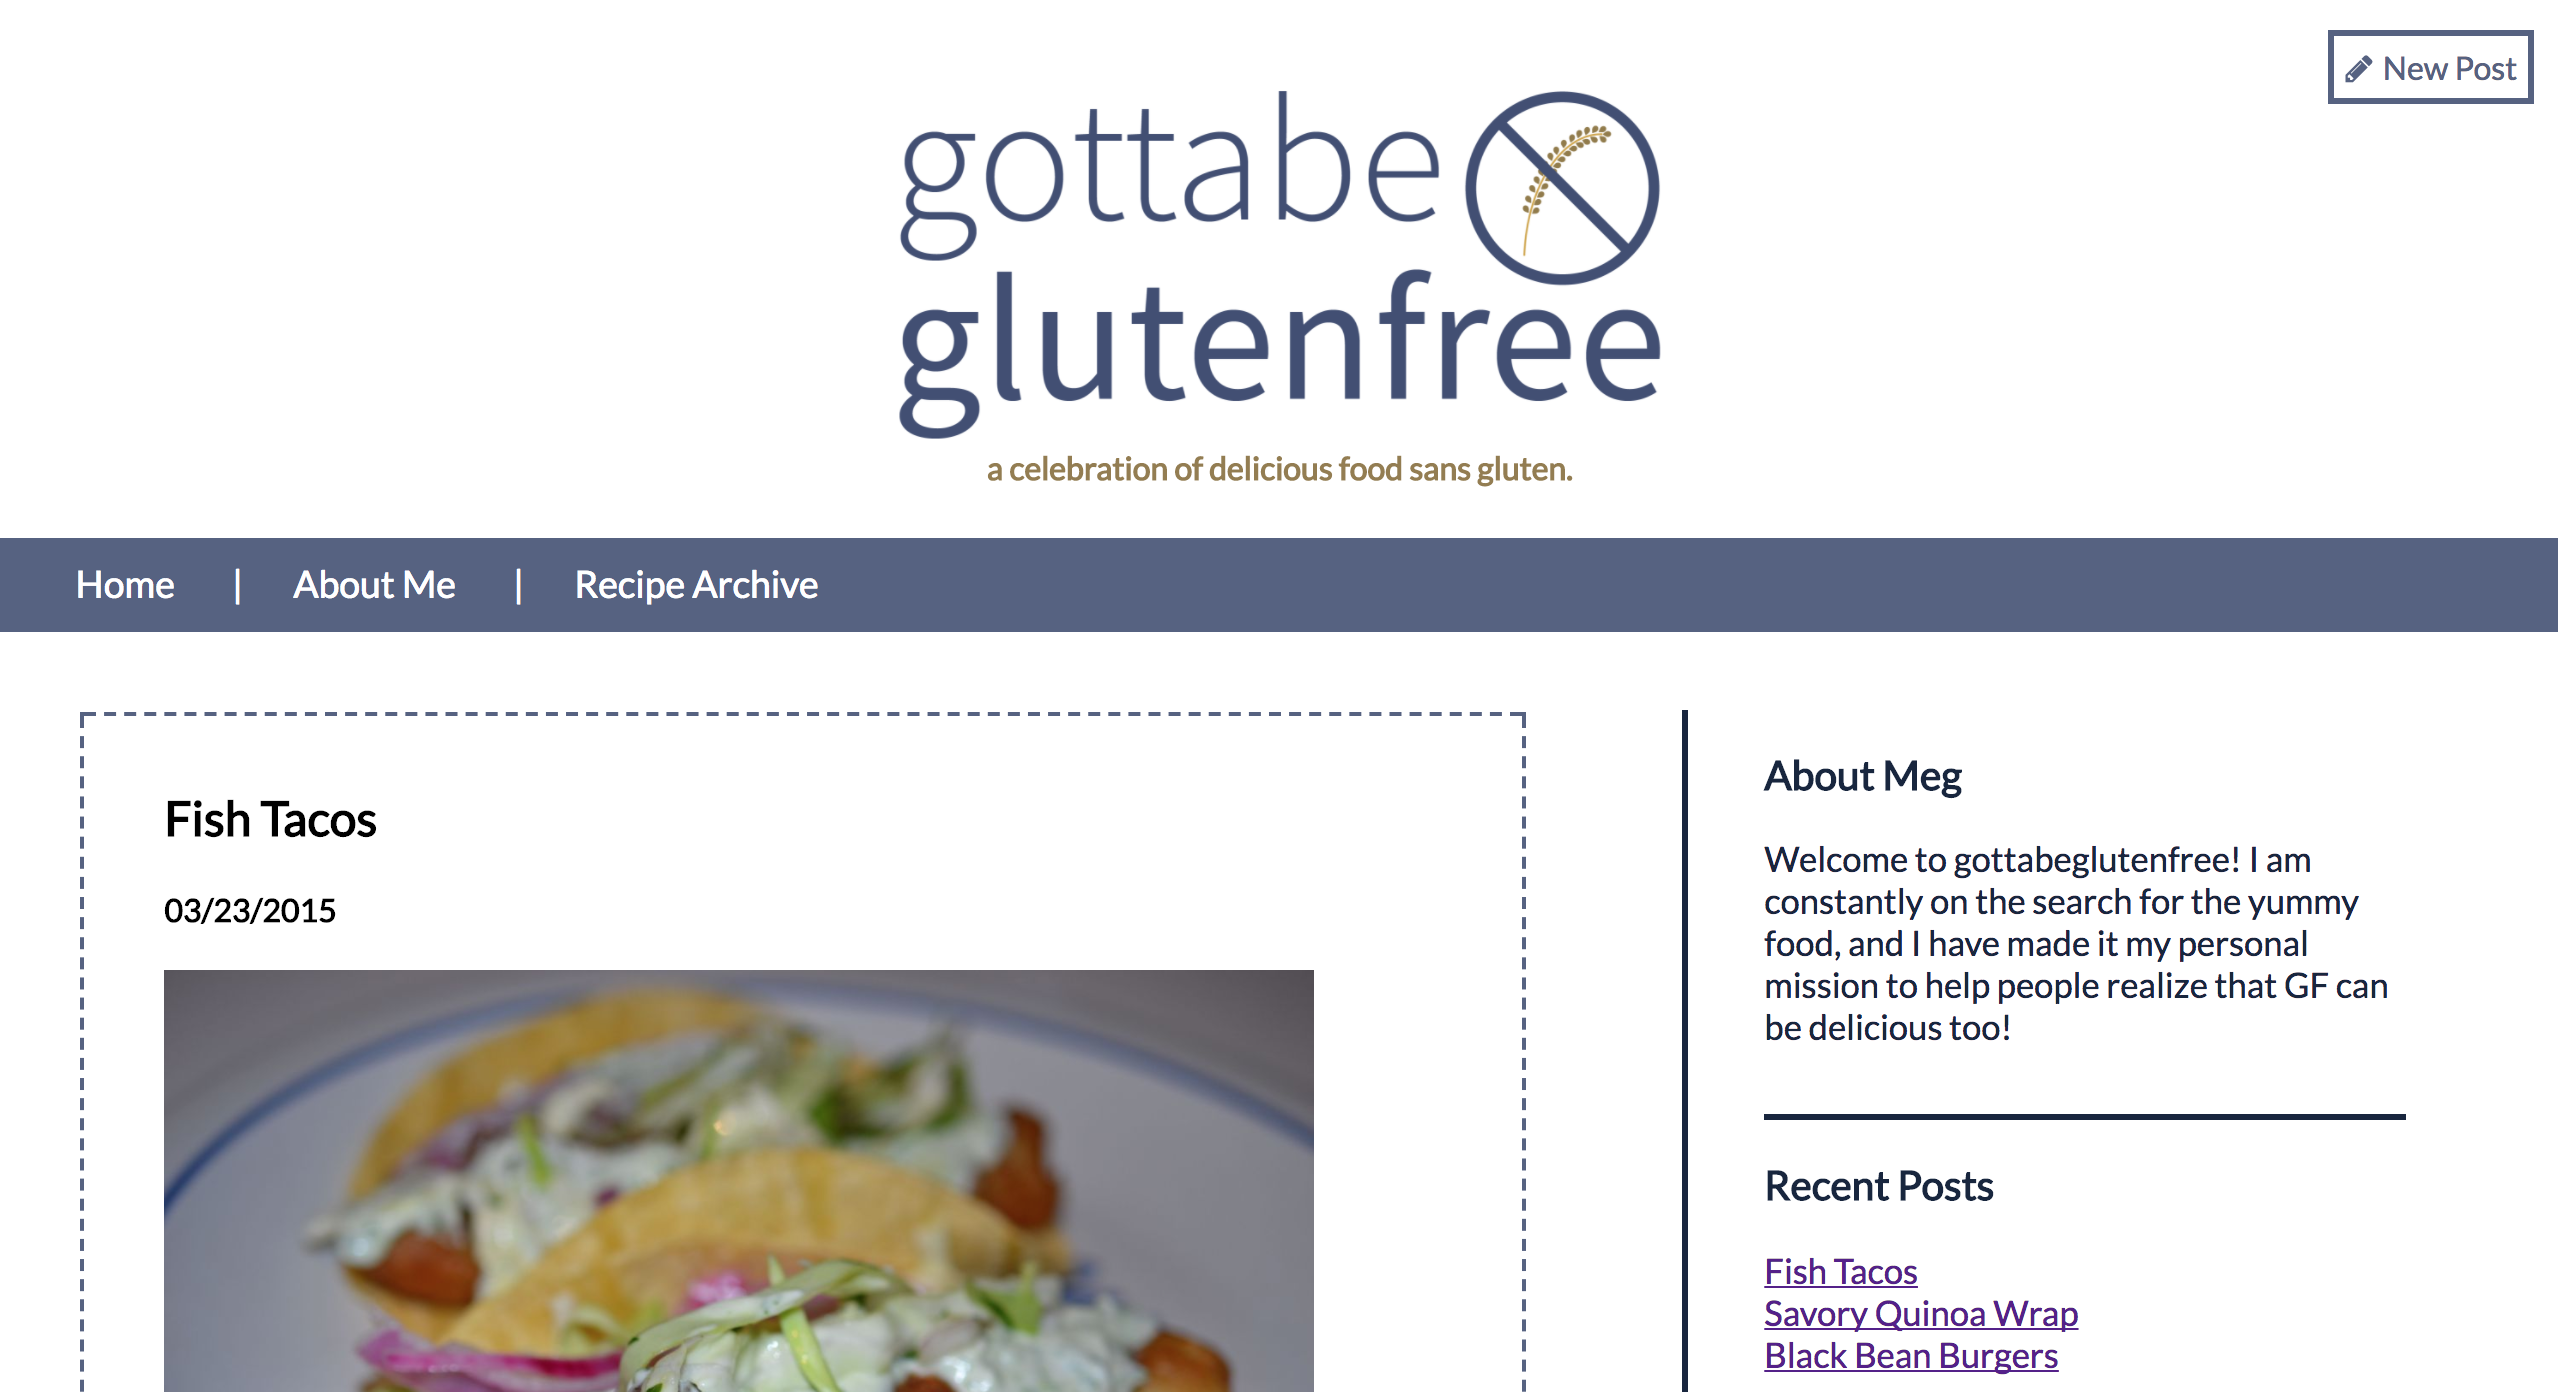 New Post
gottabe
glutenfree
a celebration of delicious food sans gluten.
Home | About Me | Recipe Archive
Fish Tacos
03/23/2015
About Meg
Welcome to gottabeglutenfree! I am
constantly on the search for the yummy
food, and I have made it my personal
mission to help people realize that GF can
be delicious too!
Recent Posts
Fish Tacos
Savory Quinoa Wrap
Black Bean Burgers